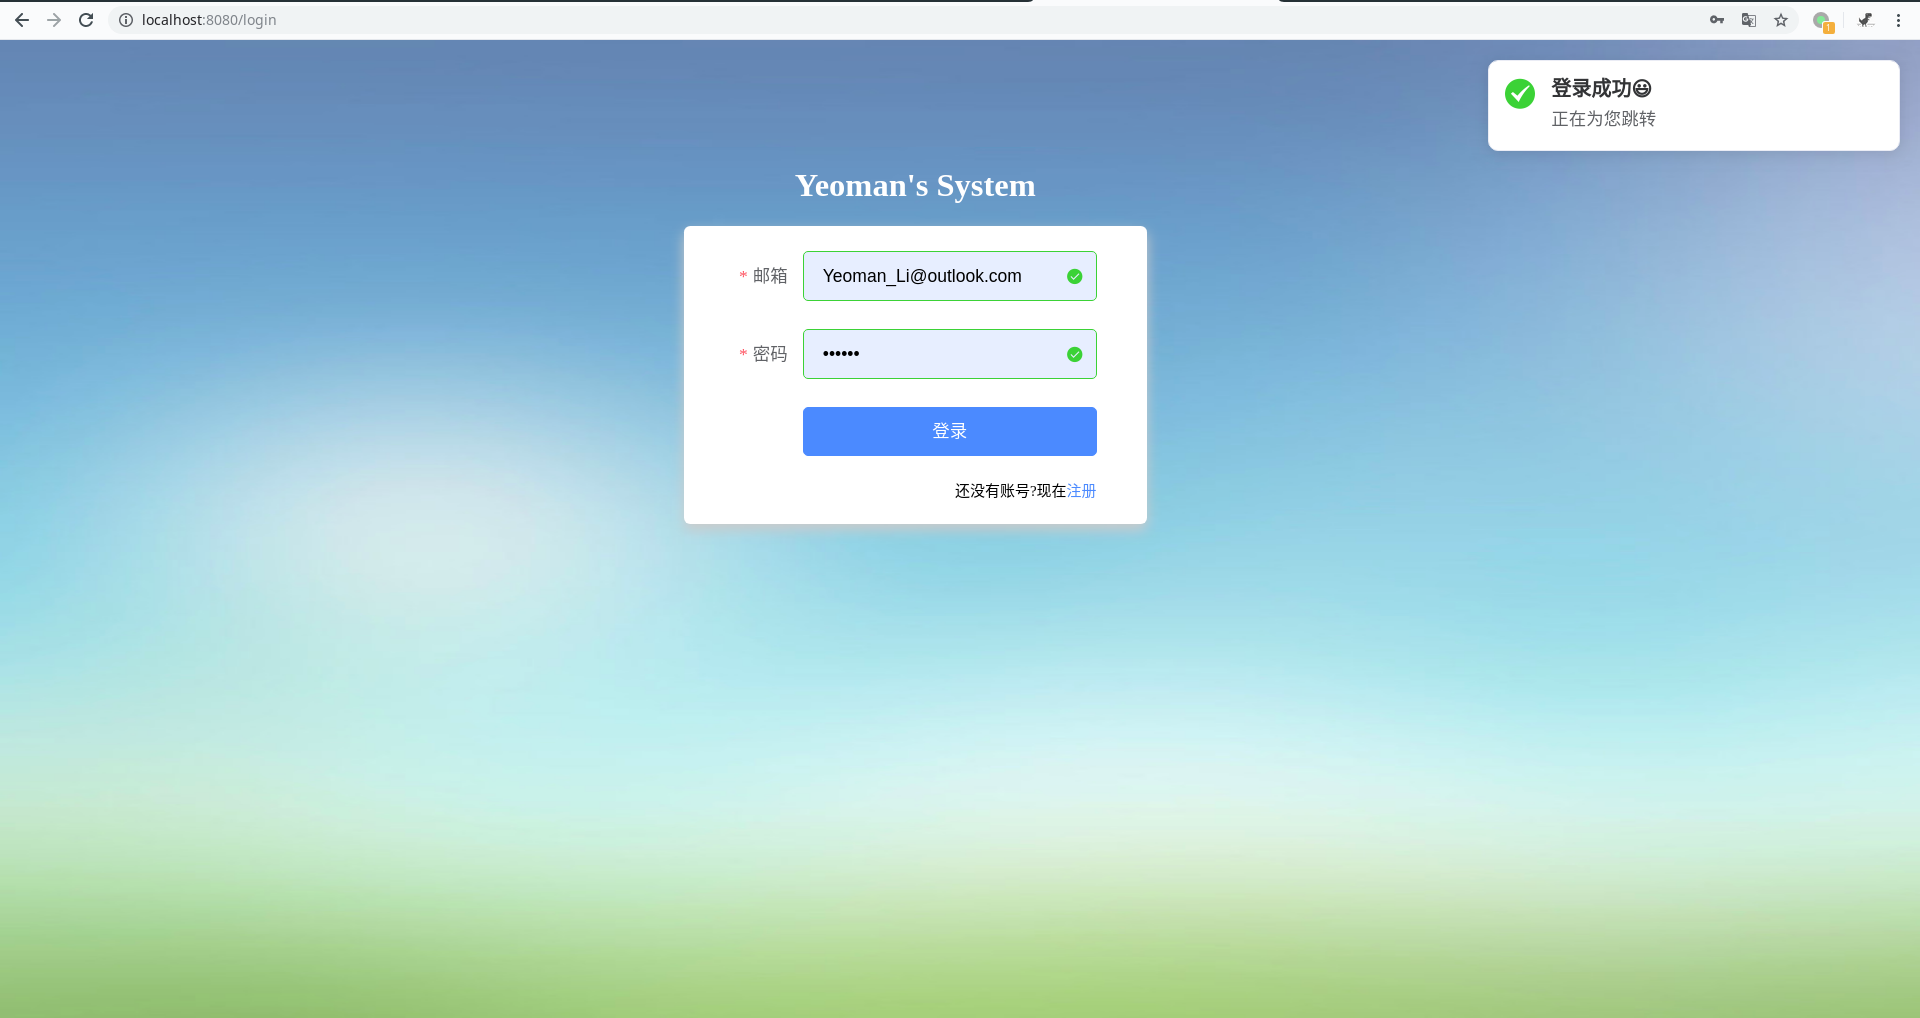 localhost:8080/login
登录成功😃
正在为您跳转
Yeoman's System
* 邮箱
Yeoman_Li@outlook.com
* 密码
••••••
登录
还没有账号?现在注册